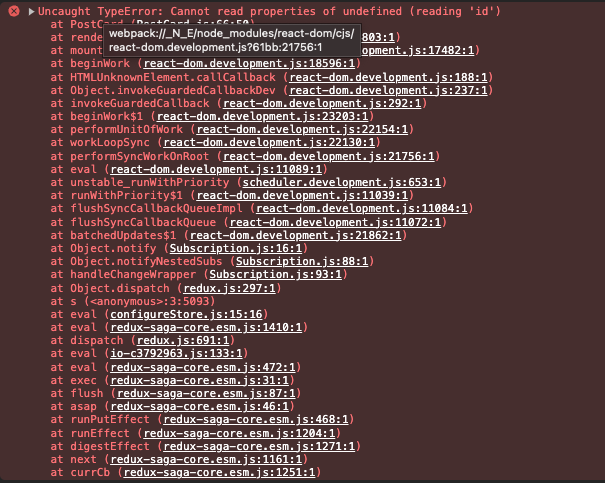 Uncaught TypeError: Cannot read properties of undefined (reading 'id')
at PostCard (PostCard.js:66:50)
webpack://_N_E/node_modules/react-dom/cjs/
react-dom.development.js?61bb:21756:1
at rende 803:1)
at mount opment.js:17482:1)
at beginWork (react-dom.development.js:18596:1)
at HTMLUnknownElement.callCallback (react-dom.development.js:188:1)
at Object.invokeGuardedCallbackDev (react-dom.development.js:237:1)
at invokeGuardedCallback (react-dom.development.js:292:1)
at beginWork$1 (react-dom.development.js:23203:1)
at performUnitOfWork (react-dom.development.js:22154:1)
at workLoopSync (react-dom.development.js:22130:1)
at performSyncWorkOnRoot (react-dom.development.js:21756:1)
at eval (react-dom.development.js:11089:1)
at unstable_runWithPriority (scheduler.development.js:653:1)
at runWithPriority$1 (react-dom.development.js:11039:1)
at flushSyncCallbackQueueImpl (react-dom.development.js:11084:1)
at flushSyncCallbackQueue (react-dom.development.js:11072:1)
at batchedUpdates$1 (react-dom.development.js:21862:1)
at Object.notify (Subscription.js:16:1)
at Object.notifyNestedSubs (Subscription.js:88:1)
at handleChangeWrapper (Subscription.js:93:1)
at Object.dispatch (redux.js:297:1)
at s (<anonymous>:3:5093)
at eval (configureStore.js:15:16)
at eval (redux-saga-core.esm.js:1410:1)
at dispatch (redux.js:691:1)
at eval (io-c3792963.js:133:1)
at eval (redux-saga-core.esm.js:472:1)
at exec (redux-saga-core.esm.js:31:1)
at flush (redux-saga-core.esm.js:87:1)
at asap (redux-saga-core.esm.js:46:1)
at runPutEffect (redux-saga-core.esm.js:468:1)
at runEffect (redux-saga-core.esm.js:1204:1)
at digestEffect (redux-saga-core.esm.js:1271:1)
at next (redux-saga-core.esm.js:1161:1)
at currCb (redux-saga-core.esm.js:1251:1)